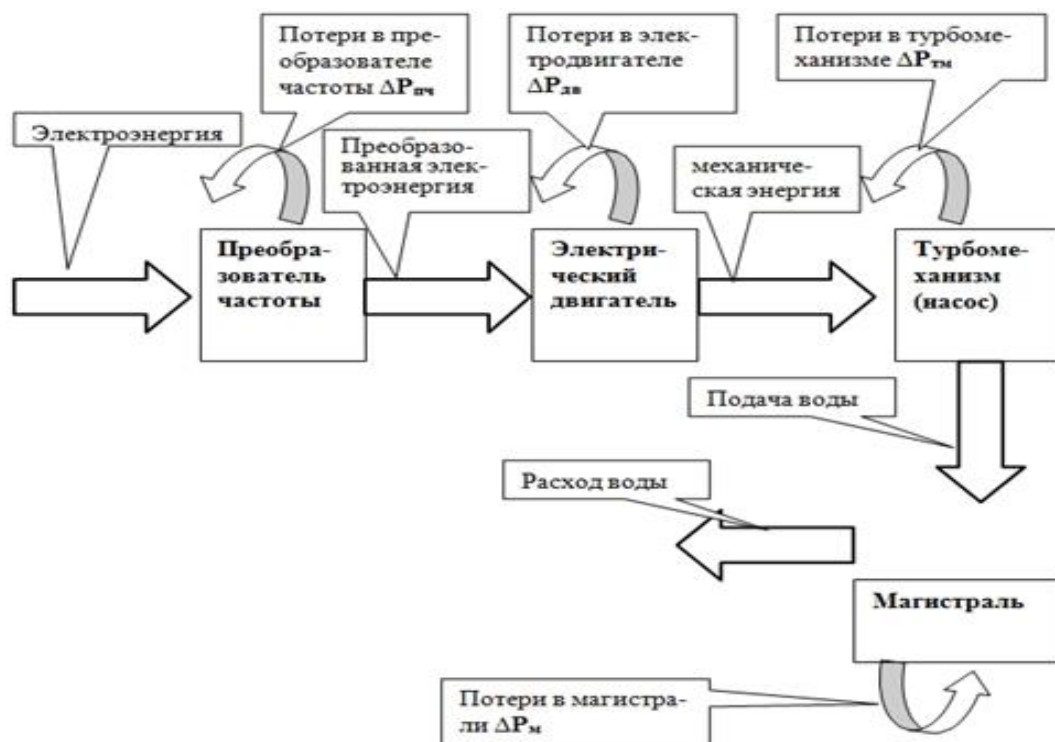 Потери в пре-
образователе
частоты ΔPпч
Потери в элек-
тродвигателе
ΔPдв
Потери в турбоме-
ханизме ΔPтм
Электроэнергия
Преобразо-
ванная элек-
троэнергия
механиче-
ская энергия
Преобра-
зователь
частоты
Электри-
ческий
двигатель
Турбоме-
ханизм
(насос)
Подача воды
Расход воды
Магистраль
Потери в магистра-
ли ΔPм